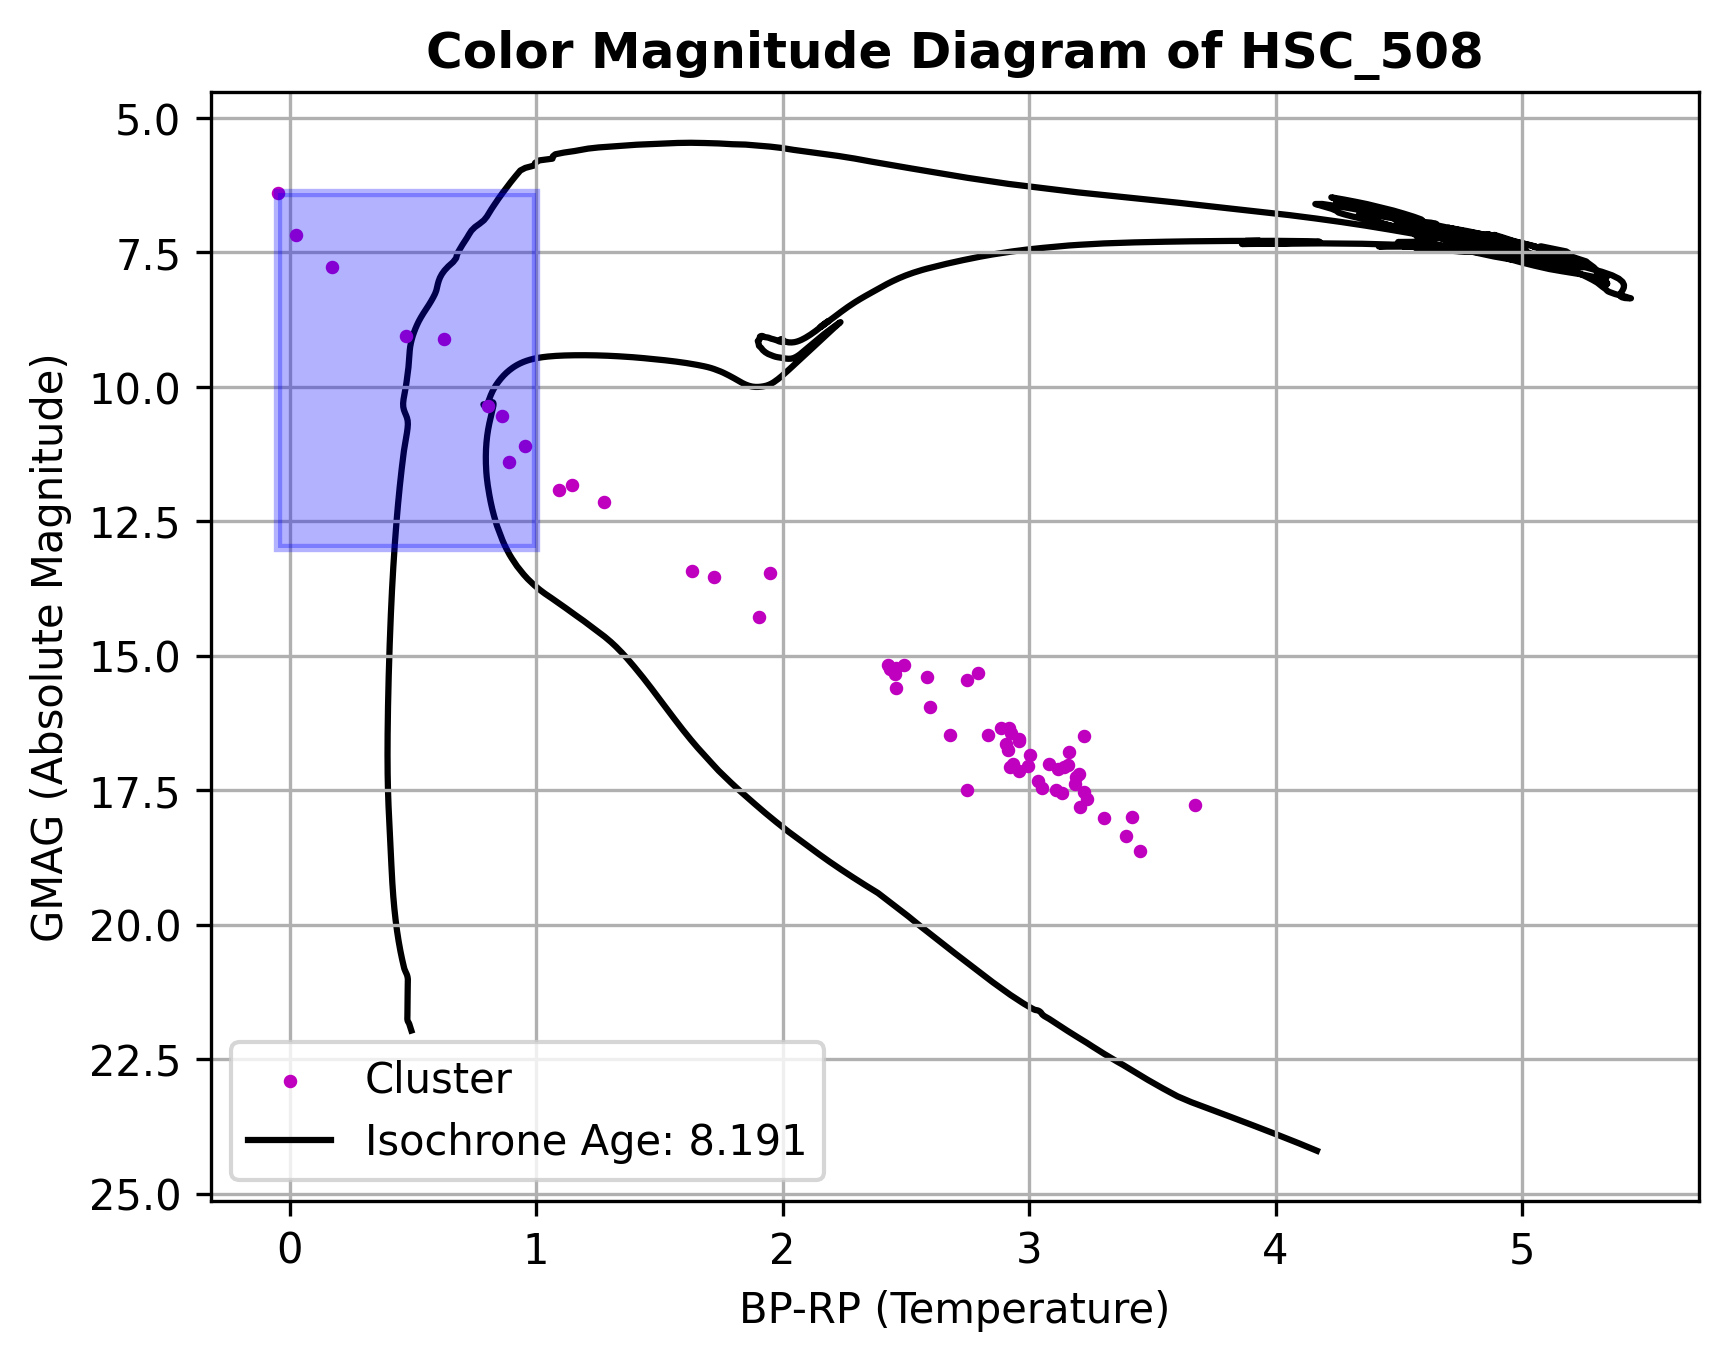 Color Magnitude Diagram of HSC_508
GMAG (Absolute Magnitude)
5.0
7.5
10.0
12.5
15.0
17.5
20.0
22.5
25.0
Cluster
Isochrone Age: 8.191
0 1 2 3 4 5
BP-RP (Temperature)